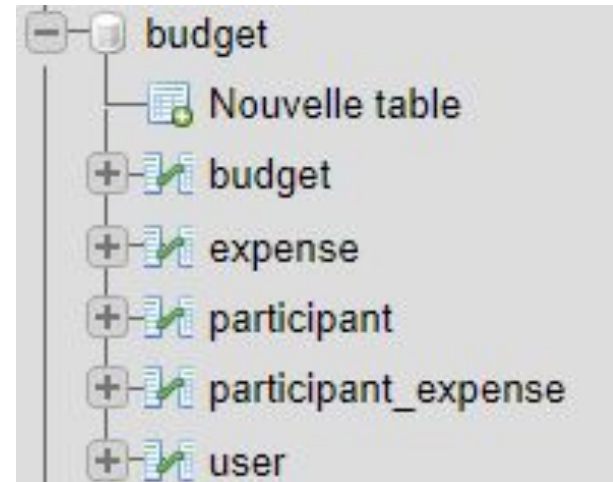 budget
Nouvelle table
budget
expense
participant
participant_expense
user